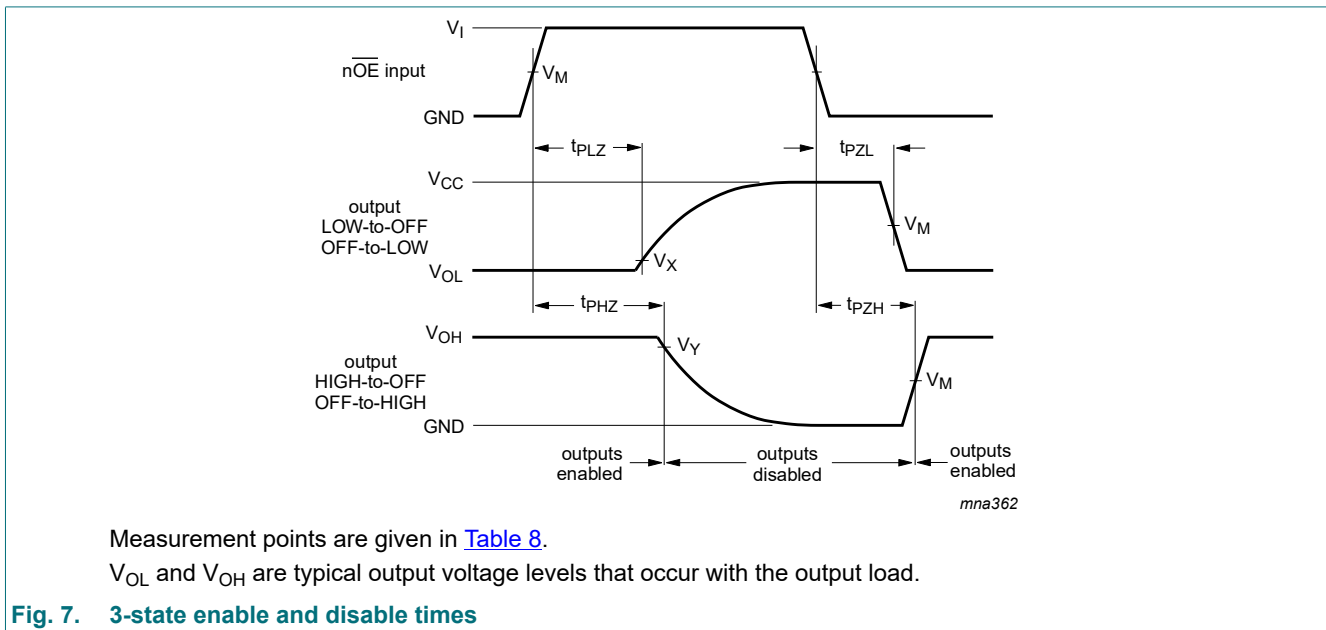 V_I
nO̅E̅ input
V_M
GND
t_PLZ
t_PZL
V_CC
output
LOW-to-OFF
OFF-to-LOW
V_M
V_X
V_OL
t_PHZ
t_PZH
V_OH
V_Y
output
HIGH-to-OFF
OFF-to-HIGH
V_M
GND
outputs
enabled
outputs
disabled
outputs
enabled
mna362
Measurement points are given in Table 8.
V_OL and V_OH are typical output voltage levels that occur with the output load.
Fig. 7. 3-state enable and disable times